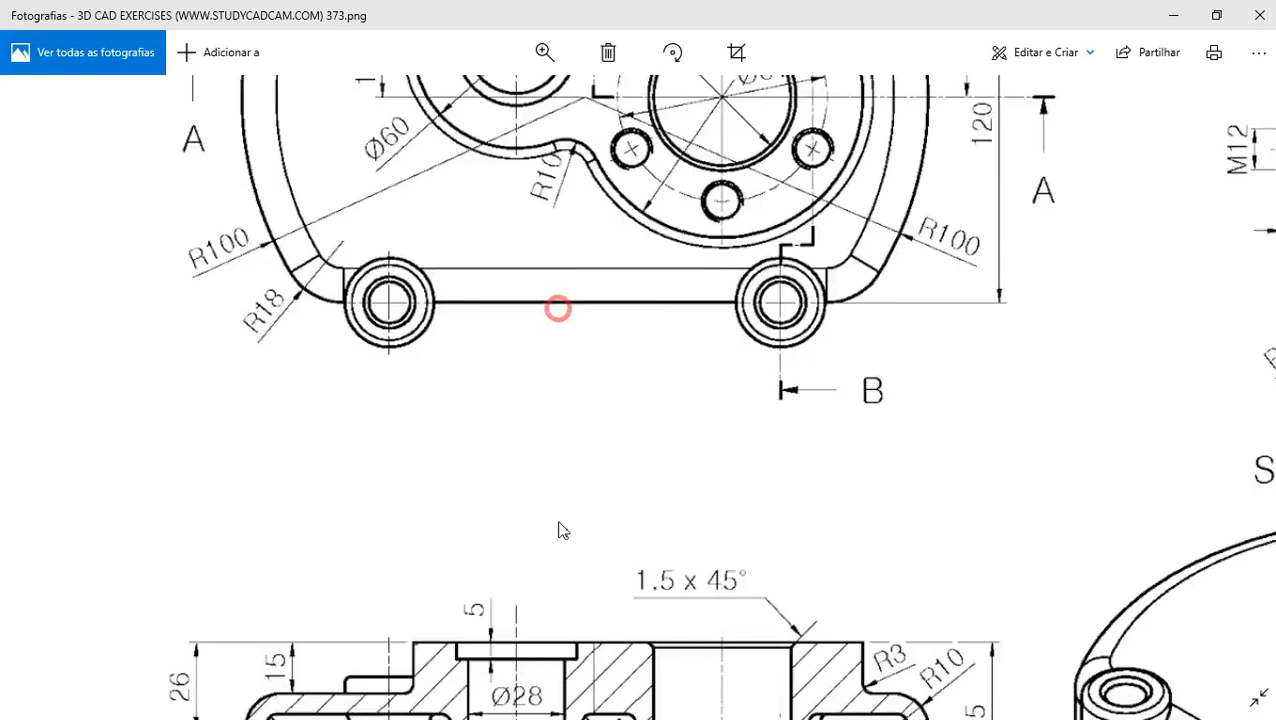 Fotografias - 3D CAD EXERCISES (WWW.STUDYCADCAM.COM) 373.png
Ver todas as fotografias
Adicionar a
Editar e Criar
Partilhar
A
Ø60
R10
120
M12
A
R100
R100
R18
B
S
1.5 x 45°
5
15
26
Ø28
R3
R10